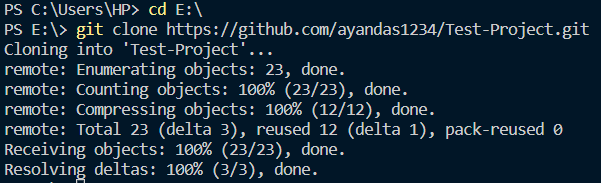 PS C:\Users\HP> cd E:\
PS E:\> git clone https://github.com/ayandas1234/Test-Project.git
Cloning into 'Test-Project'...
remote: Enumerating objects: 23, done.
remote: Counting objects: 100% (23/23), done.
remote: Compressing objects: 100% (12/12), done.
remote: Total 23 (delta 3), reused 12 (delta 1), pack-reused 0
Receiving objects: 100% (23/23), done.
Resolving deltas: 100% (3/3), done.